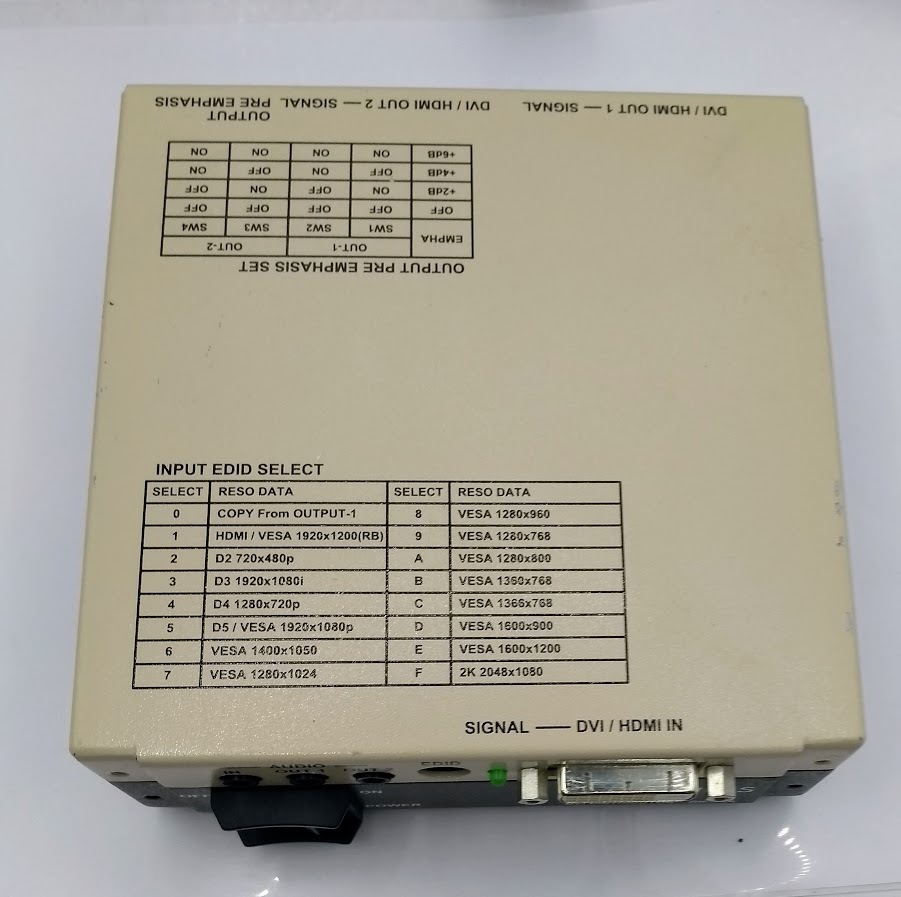 OUTPUT PRE EMPHASIS SET
EMPHA OUT-1 OUT-2
SW1 SW2 SW3 SW4
OFF OFF OFF OFF OFF
+2dB ON OFF ON OFF
+4dB OFF ON OFF ON
+6dB ON ON ON ON
OUTPUT
DVI / HDMI OUT 1 — SIGNAL DVI / HDMI OUT 2 — SIGNAL PRE EMPHASIS
INPUT EDID SELECT
SELECT RESO DATA SELECT RESO DATA
0 COPY From OUTPUT-1 8 VESA 1280x960
1 HDMI / VESA 1920x1200(RB) 9 VESA 1280x768
2 D2 720x480p A VESA 1280x800
3 D3 1920x1080i B VESA 1360x768
4 D4 1280x720p C VESA 1366x768
5 D5 / VESA 1920x1080p D VESA 1600x900
6 VESA 1400x1050 E VESA 1600x1200
7 VESA 1280x1024 F 2K 2048x1080
SIGNAL — DVI / HDMI IN
AUDIO EDID
IN
ON
POWER